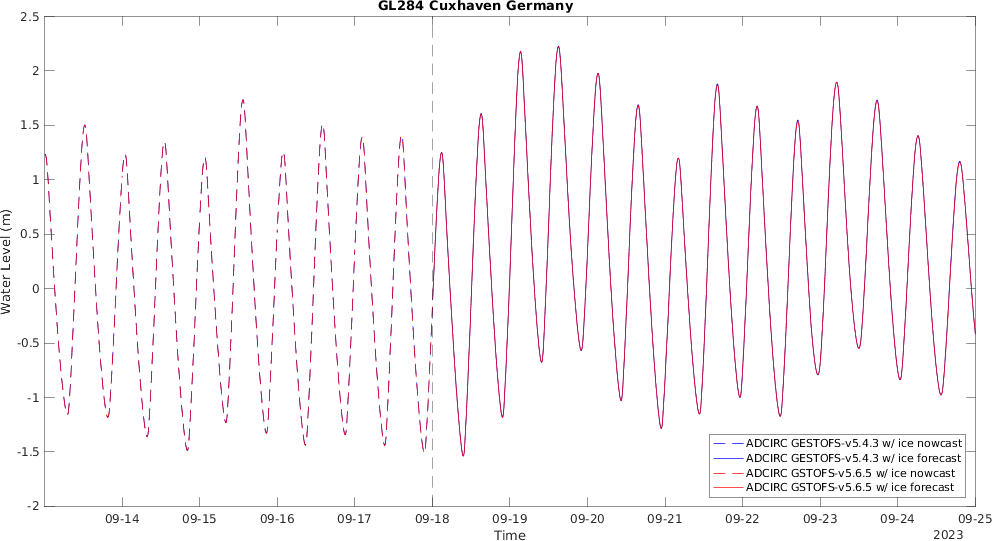 GL284 Cuxhaven Germany
2.5
2
1.5
1
0.5
0
-0.5
-1
-1.5
-2
Water Level (m)
ADCIRC GESTOFS-v5.4.3 w/ ice nowcast
ADCIRC GESTOFS-v5.4.3 w/ ice forecast
ADCIRC GSTOFS-v5.6.5 w/ ice nowcast
ADCIRC GSTOFS-v5.6.5 w/ ice forecast
09-14 09-15 09-16 09-17 09-18 09-19 09-20 09-21 09-22 09-23 09-24 09-25
Time
2023